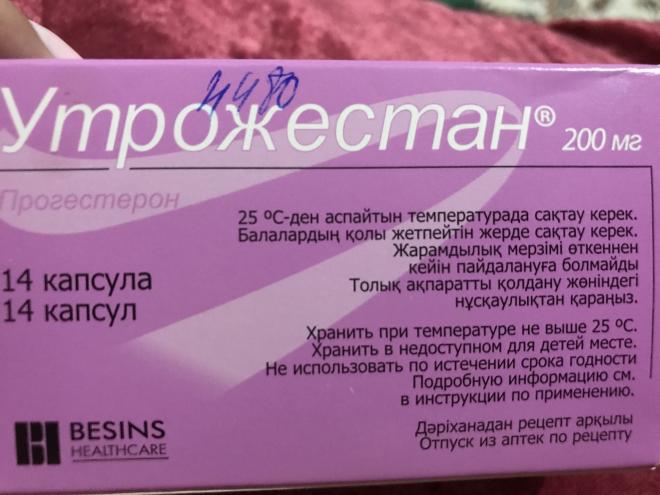 4480
Утрожестан® 200 мг
Прогестерон
25 ºС-ден аспайтын температурада сақтау керек.
Балалардың қолы жетпейтін жерде сақтау керек.
Жарамдылық мерзімі өткеннен
кейін пайдалануға болмайды
Толық ақпаратты қолдану жөніндегі
нұсқаулықтан қараңыз.
14 капсула
14 капсул
Хранить при температуре не выше 25 ºС.
Хранить в недоступном для детей месте.
Не использовать по истечении срока годности
Подробную информацию см.
в инструкции по применению.
BESINS
HEALTHCARE
Дәріханадан рецепт арқылы
Отпуск из аптек по рецепту